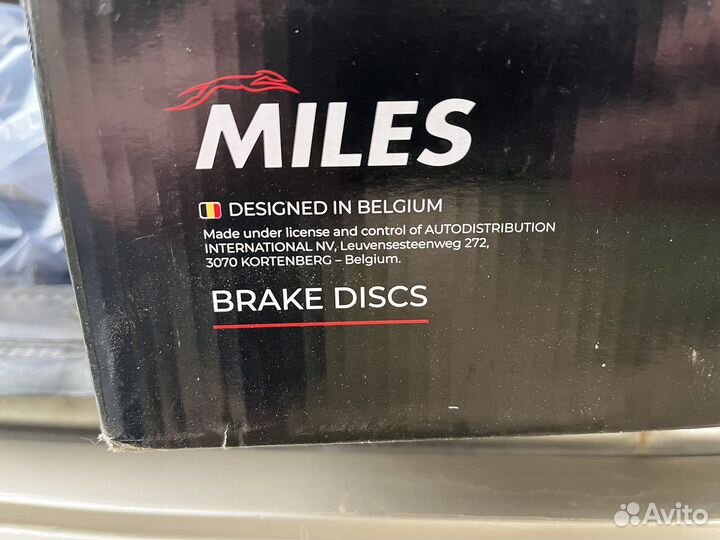 MILES
DESIGNED IN BELGIUM
Made under license and control of AUTODISTRIBUTION
INTERNATIONAL NV, Leuvensesteenweg 272,
3070 KORTENBERG – Belgium.
BRAKE DISCS
Avito